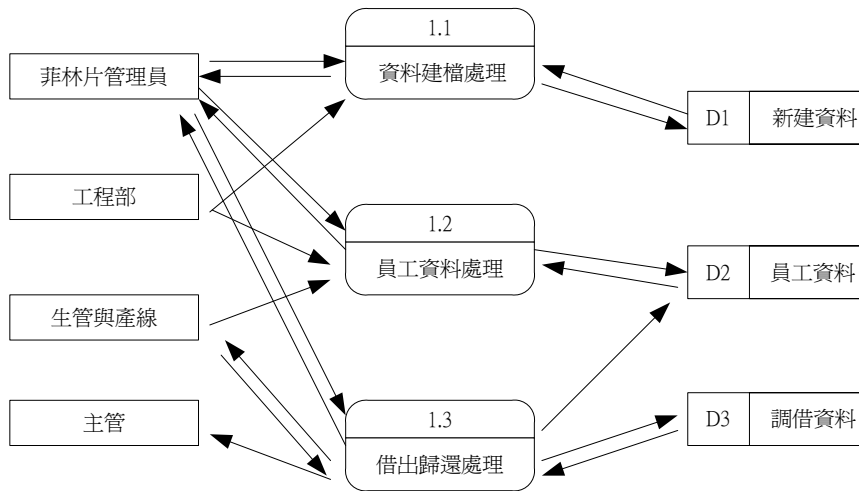 1.1
資料建檔處理
菲林片管理員
D1
新建資料
工程部
1.2
員工資料處理
D2
員工資料
生管與產線
1.3
借出歸還處理
主管
D3
調借資料